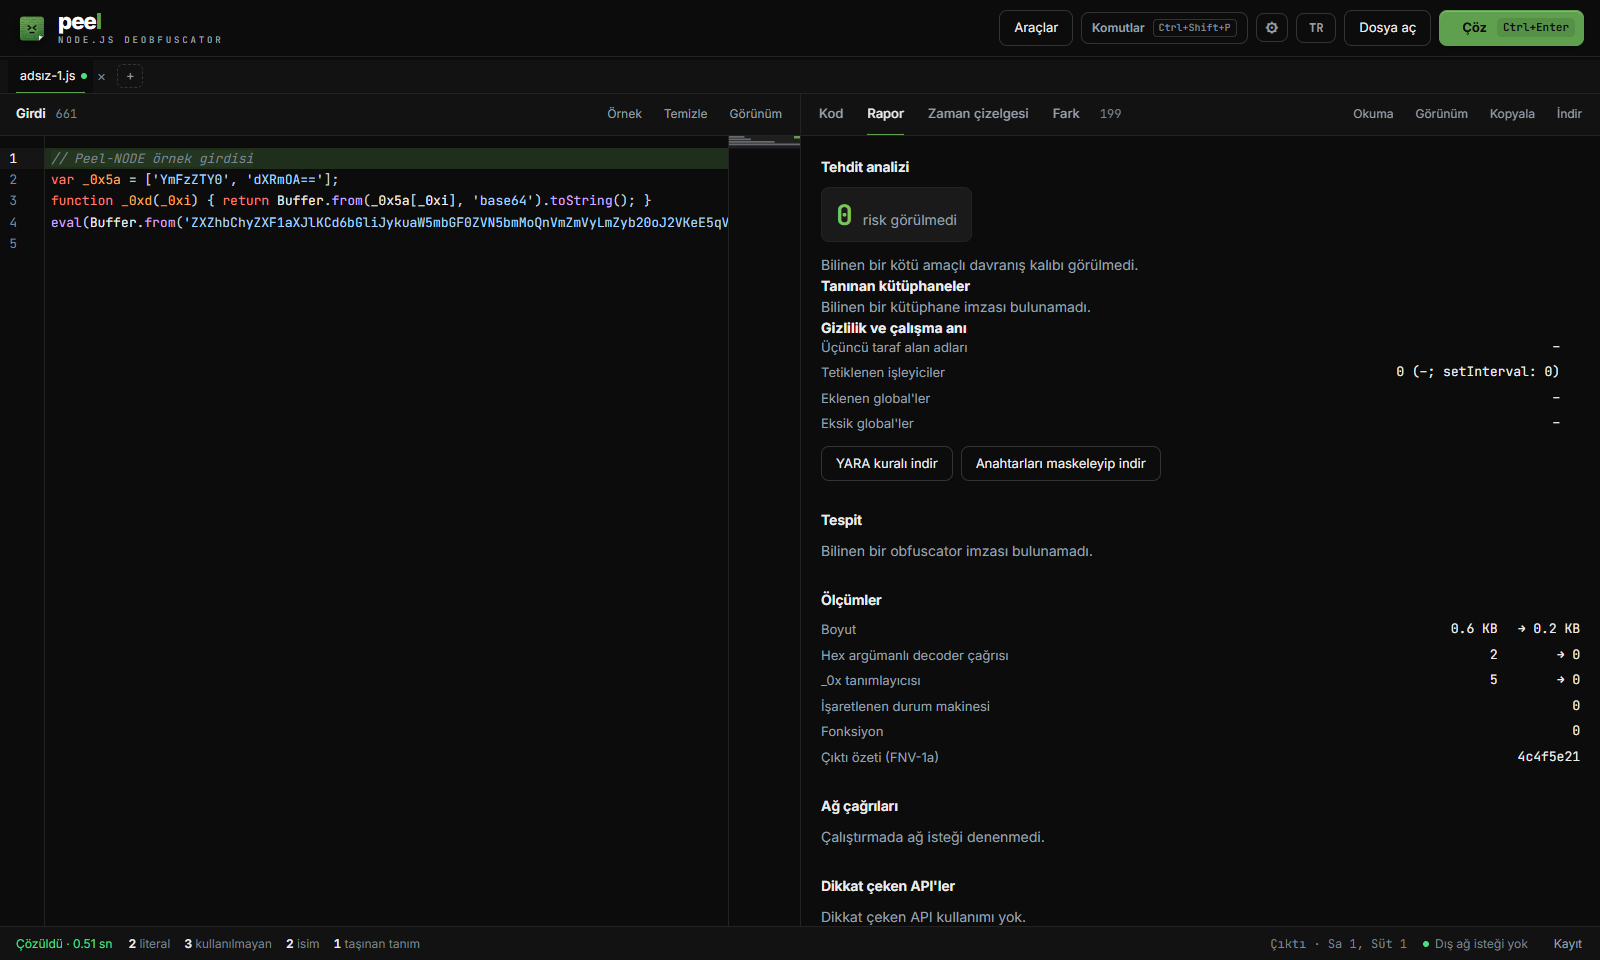 peel
NODE.JS DEOBFUSCATOR
Araçlar
Komutlar Ctrl+Shift+P
TR
Dosya aç
Çöz Ctrl+Enter
adsız-1.js
Girdi 661
Örnek Temizle Görünüm
Kod Rapor Zaman çizelgesi Fark 199
Okuma Görünüm Kopyala İndir
1 // Peel-NODE örnek girdisi
2 var _0x5a = ['YmFzZTY0', 'dXRmOA=='];
3 function _0xd(_0xi) { return Buffer.from(_0x5a[_0xi], 'base64').toString(); }
4 eval(Buffer.from('ZXZhbChyZXF1aXJlKCd6bGliJykuaW5mbGF0ZVN5bmMoQnVmZmVyLmZyb20oJ2VKeE5qV
5
Tehdit analizi
0 risk görülmedi
Bilinen bir kötü amaçlı davranış kalıbı görülmedi.
Tanınan kütüphaneler
Bilinen bir kütüphane imzası bulunamadı.
Gizlilik ve çalışma anı
Üçüncü taraf alan adları –
Tetiklenen işleyiciler 0 (–; setInterval: 0)
Eklenen global'ler –
Eksik global'ler –
YARA kuralı indir
Anahtarları maskeleyip indir
Tespit
Bilinen bir obfuscator imzası bulunamadı.
Ölçümler
Boyut 0.6 KB → 0.2 KB
Hex argümanlı decoder çağrısı 2 → 0
_0x tanımlayıcısı 5 → 0
İşaretlenen durum makinesi 0
Fonksiyon 0
Çıktı özeti (FNV-1a) 4c4f5e21
Ağ çağrıları
Çalıştırmada ağ isteği denenmedi.
Dikkat çeken API'ler
Dikkat çeken API kullanımı yok.
Çözüldü · 0.51 sn 2 literal 3 kullanılmayan 2 isim 1 taşınan tanım
Çıktı · Sa 1, Süt 1 Dış ağ isteği yok Kayıt